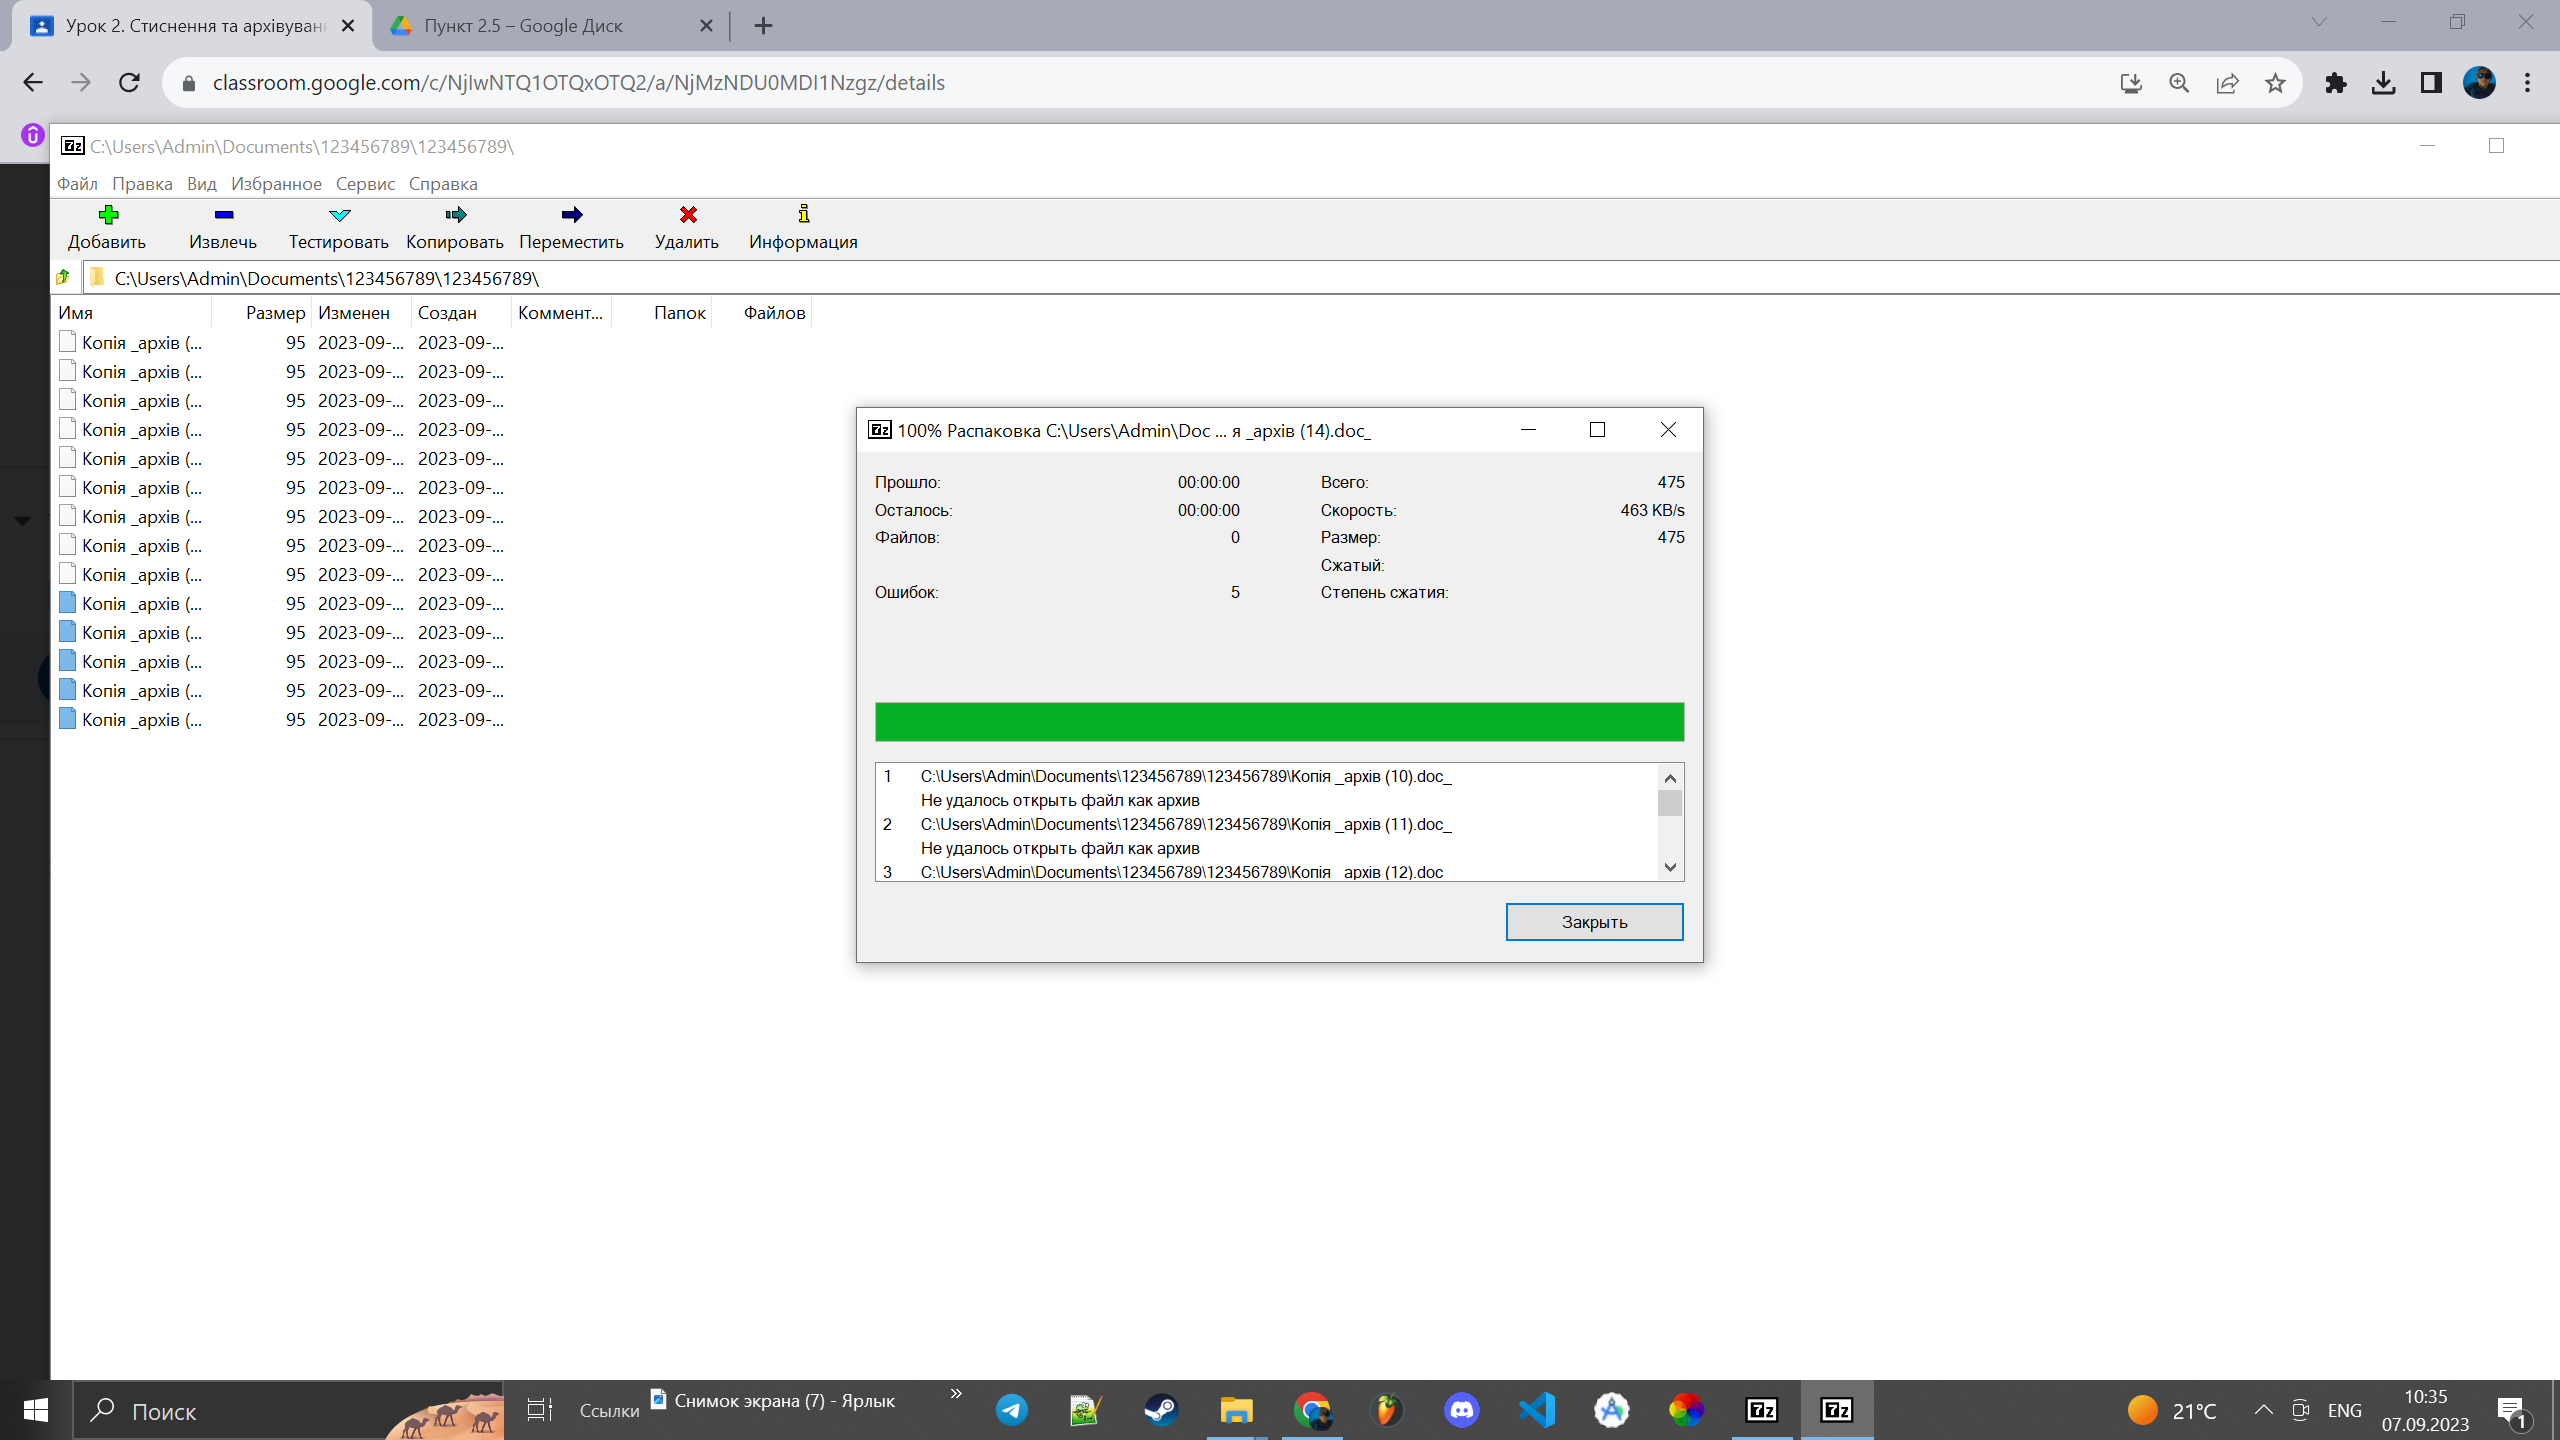 Урок 2. Стиснення та архівуван
Пункт 2.5 – Google Диск
classroom.google.com/c/NjIwNTQ1OTQxOTQ2/a/NjMzNDU0MDI1Nzgz/details
C:\Users\Admin\Documents\123456789\123456789\
Файл Правка Вид Избранное Сервис Справка
Добавить Извлечь Тестировать Копировать Переместить Удалить Информация
C:\Users\Admin\Documents\123456789\123456789\
Имя Размер Изменен Создан Коммент... Папок Файлов
Копія _архів (... 95 2023-09-... 2023-09-...
Копія _архів (... 95 2023-09-... 2023-09-...
Копія _архів (... 95 2023-09-... 2023-09-...
Копія _архів (... 95 2023-09-... 2023-09-...
Копія _архів (... 95 2023-09-... 2023-09-...
Копія _архів (... 95 2023-09-... 2023-09-...
Копія _архів (... 95 2023-09-... 2023-09-...
Копія _архів (... 95 2023-09-... 2023-09-...
Копія _архів (... 95 2023-09-... 2023-09-...
Копія _архів (... 95 2023-09-... 2023-09-...
Копія _архів (... 95 2023-09-... 2023-09-...
Копія _архів (... 95 2023-09-... 2023-09-...
Копія _архів (... 95 2023-09-... 2023-09-...
Копія _архів (... 95 2023-09-... 2023-09-...
100% Распаковка C:\Users\Admin\Doc ... я _архів (14).doc_
Прошло: 00:00:00 Всего: 475
Осталось: 00:00:00 Скорость: 463 KB/s
Файлов: 0 Размер: 475
Сжатый:
Ошибок: 5 Степень сжатия:
1 C:\Users\Admin\Documents\123456789\123456789\Копія _архів (10).doc_
Не удалось открыть файл как архив
2 C:\Users\Admin\Documents\123456789\123456789\Копія _архів (11).doc_
Не удалось открыть файл как архив
3 C:\Users\Admin\Documents\123456789\123456789\Копія _архів (12).doc_
Закрыть
Поиск
Ссылки
Снимок экрана (7) - Ярлык
»
21°C
ENG
10:35
07.09.2023
1